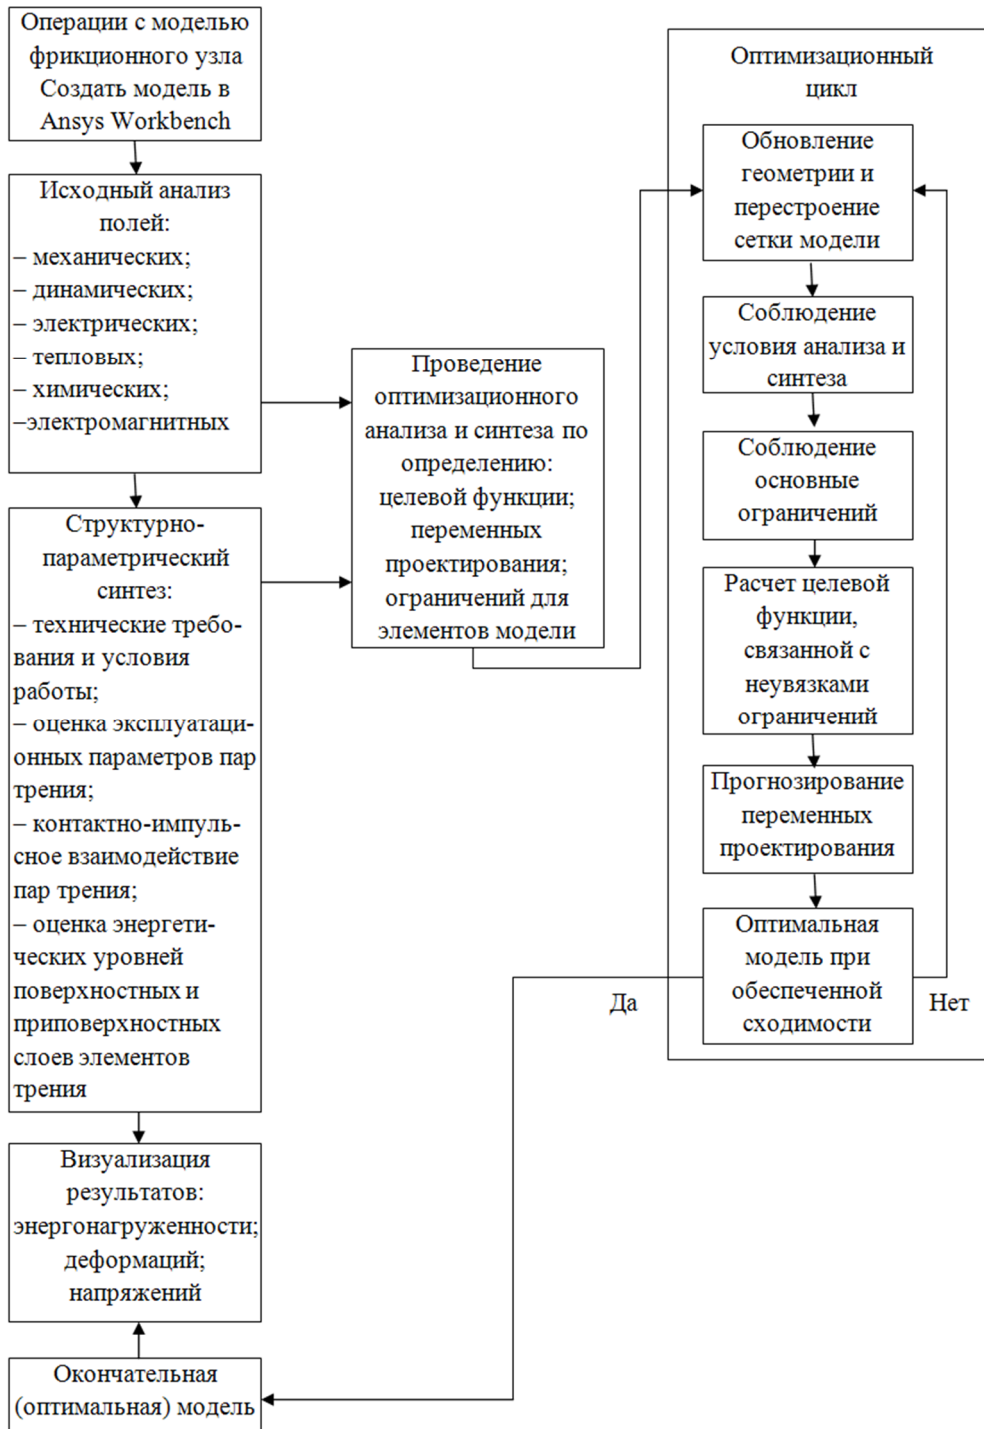 Операции с моделью
фрикционного узла
Создать модель в
Ansys Workbench
Исходный анализ
полей:
– механических;
– динамических;
– электрических;
– тепловых;
– химических;
–электромагнитных
Структурно-
параметрический
синтез:
– технические требо-
вания и условия
работы;
– оценка эксплуатаци-
онных параметров пар
трения;
– контактно-импуль-
сное взаимодействие
пар трения;
– оценка энергети-
ческих уровней
поверхностных и
приповерхностных
слоев элементов
трения
Визуализация
результатов:
энергонагруженности;
деформаций;
напряжений
Окончательная
(оптимальная) модель
Проведение
оптимизационного
анализа и синтеза по
определению:
целевой функции;
переменных
проектирования;
ограничений для
элементов модели
Оптимизационный
цикл
Обновление
геометрии и
перестроение
сетки модели
Соблюдение
условия анализа и
синтеза
Соблюдение
основные
ограничений
Расчет целевой
функции,
связанной с
неувязками
ограничений
Прогнозирование
переменных
проектирования
Оптимальная
модель при
обеспеченной
сходимости
Да
Нет